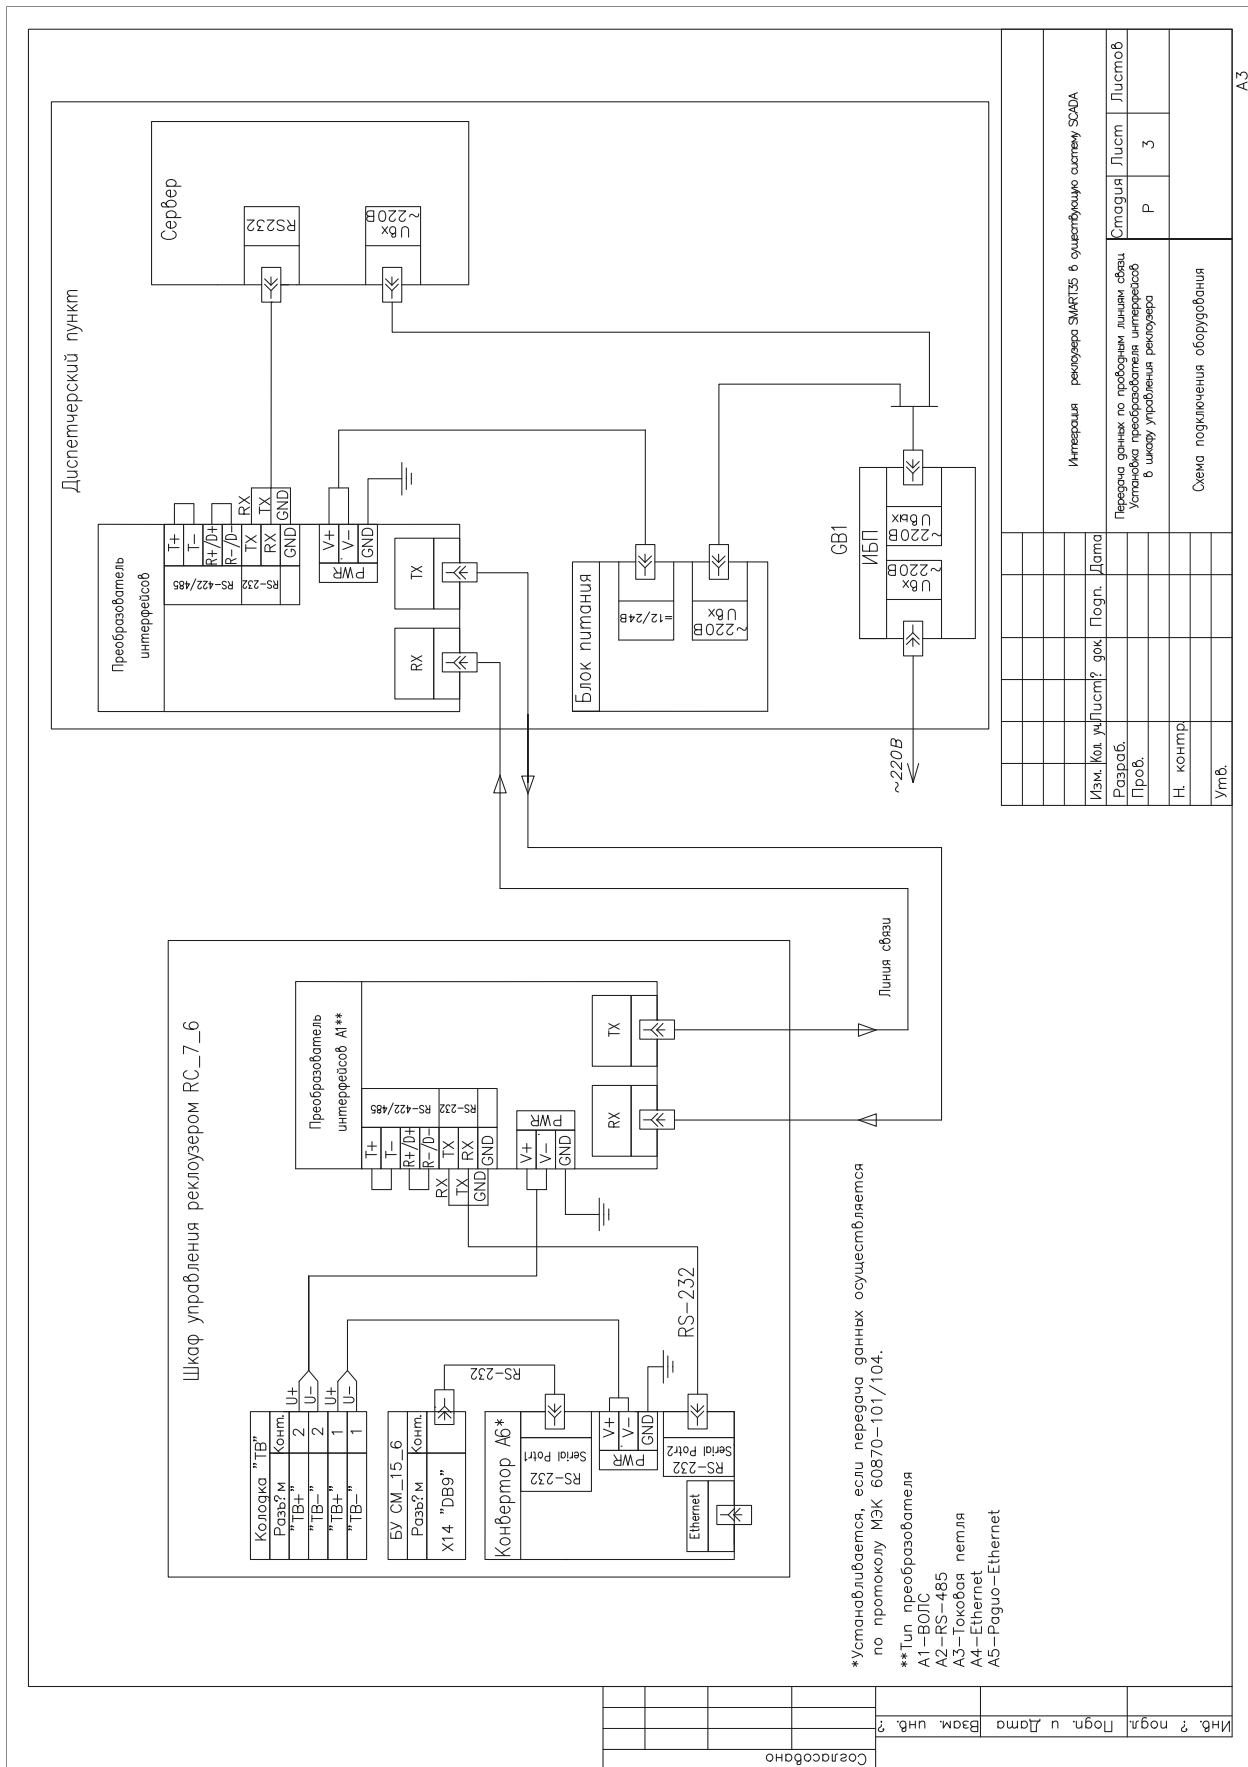 Шкаф управления реклоузером RC_7_6
Колодка "ТВ"
Разъ?м Конт.
"ТВ+" 2 U+
"ТВ-" 2 U-
"ТВ+" 1 U+
"ТВ-" 1 U-
БУ СМ_15_6
Разъ?м Конт.
X14 "DB9"
RS-232
Конвертор А6*
RS-232
Serial Potr1
PWR
V+
V-
GND
RS-232
Serial Potr2
Ethernet
RS-232
Преобразователь
интерфейсов А1**
RS-422/485
RS-232
T+
T-
R+/D+
R-/D-
TX
RX
GND
RX
TX
GND
PWR
V+
V-
GND
RX
TX
Линия связи
Диспетчерский пункт
Преобразователь
интерфейсов
RS-422/485
RS-232
T+
T-
R+/D+
R-/D-
TX
RX
GND
RX
TX
GND
PWR
V+
V-
GND
RX
TX
Сервер
RS232
Uвх
~220В
Блок питания
=12/24В
Uвх
~220В
GB1
ИБП
Uвх
~220В
Uвых
~220В
~220В
*Устанавливается, если передача данных осуществляется
по протоколу МЭК 60870-101/104.
**Тип преобразователя
А1-ВОЛС
А2-RS-485
А3-Токовая петля
А4-Ethernet
А5-Радио-Ethernet
Изм. Кол. уч Лист ? док. Подп. Дата
Разраб.
Пров.
Н. контр.
Утв.
Интеграция реклоузера SMART35 в существующую систему SCADA
Передача данных по проводным линиям связи
Установка преобразователя интерфейсов
в шкафу управления реклоузера
Стадия Лист Листов
Р 3
Схема подключения оборудования
А3
Согласовано
Взам. инв. ?
Подп. и Дата
Инв. ? подл.